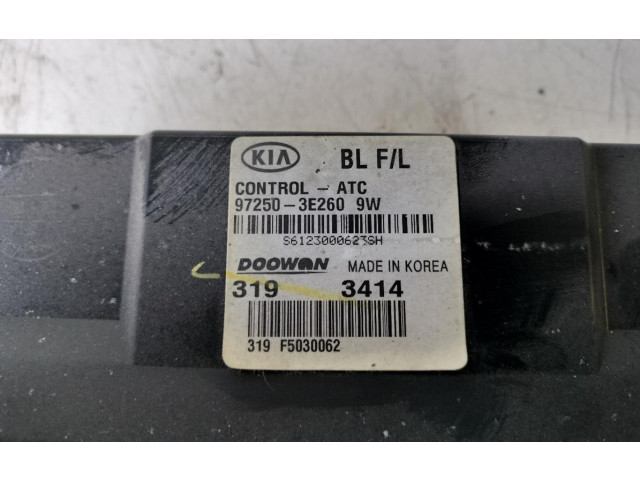 KIA BL F/L
CONTROL - ATC
97250-3E260 9W
S6123000623SH
DOOWON MADE IN KOREA
319 3414
319 F5030062